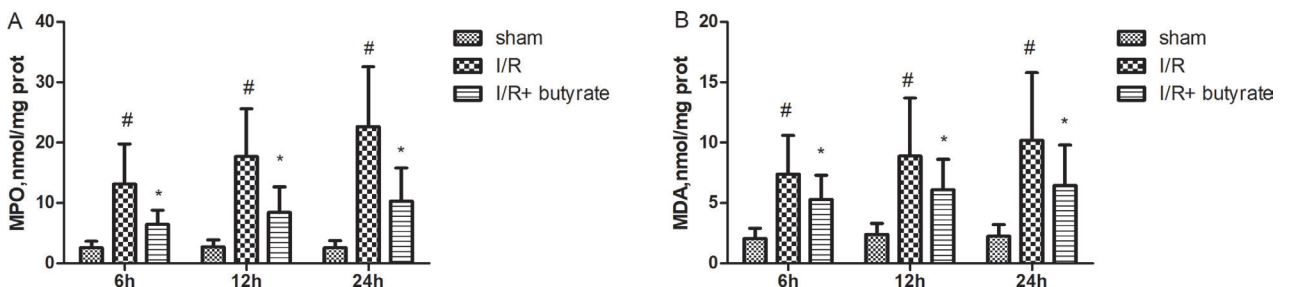 A
MPO,nmol/mg prot
40
30
20
10
0
#
*
#
*
#
*
6h
12h
24h
sham
I/R
I/R+ butyrate
B
MDA,nmol/mg prot
20
15
10
5
0
#
*
#
*
#
*
6h
12h
24h
sham
I/R
I/R+ butyrate